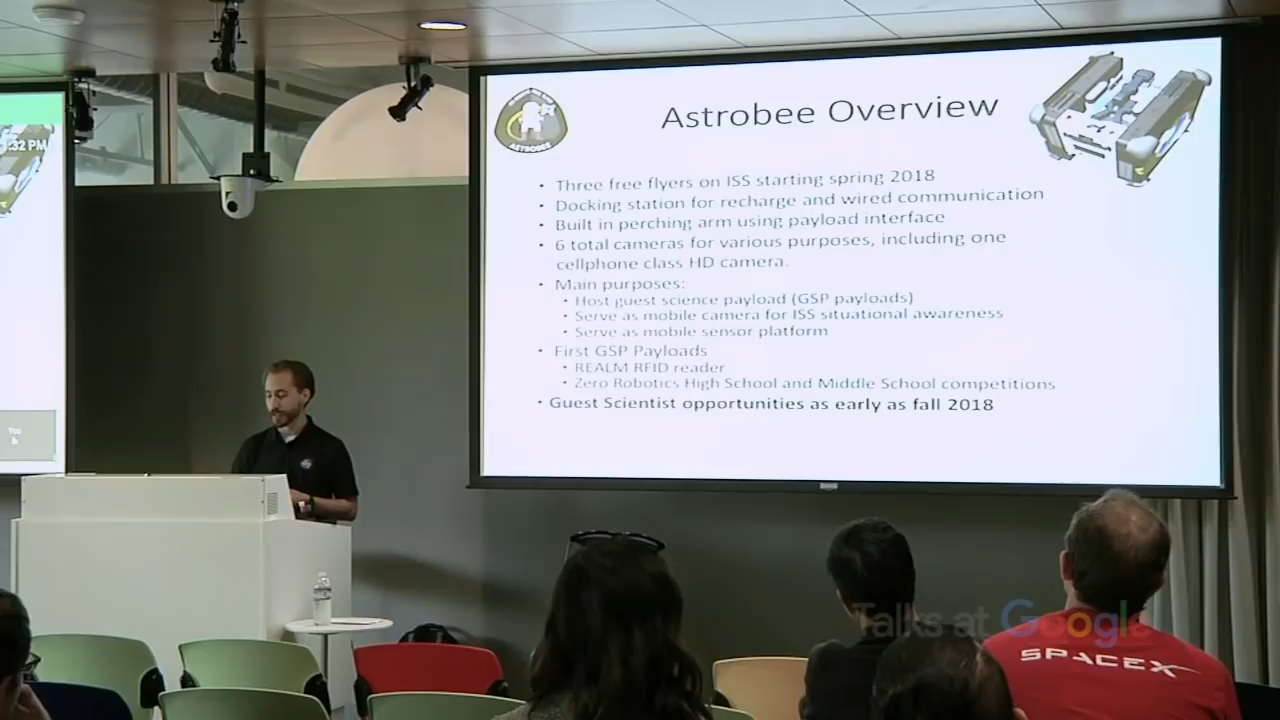 :32 PM
ASTROBEE
Astrobee Overview
• Three free flyers on ISS starting spring 2018
• Docking station for recharge and wired communication
• Built in perching arm using payload interface
• 6 total cameras for various purposes, including one
cellphone class HD camera.
• Main purposes:
• Host guest science payload (GSP payloads)
• Serve as mobile camera for ISS situational awareness
• Serve as mobile sensor platform
• First GSP Payloads
• REALM RFID reader
• Zero Robotics High School and Middle School competitions
• Guest Scientist opportunities as early as fall 2018
You
Talks at Google
SPACEX